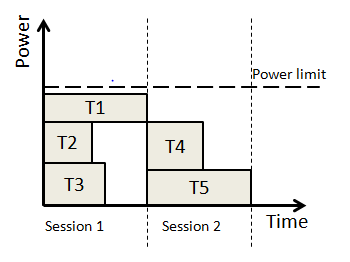 Power
Power limit
T1
T2
T4
T3
T5
Session 1
Session 2
Time